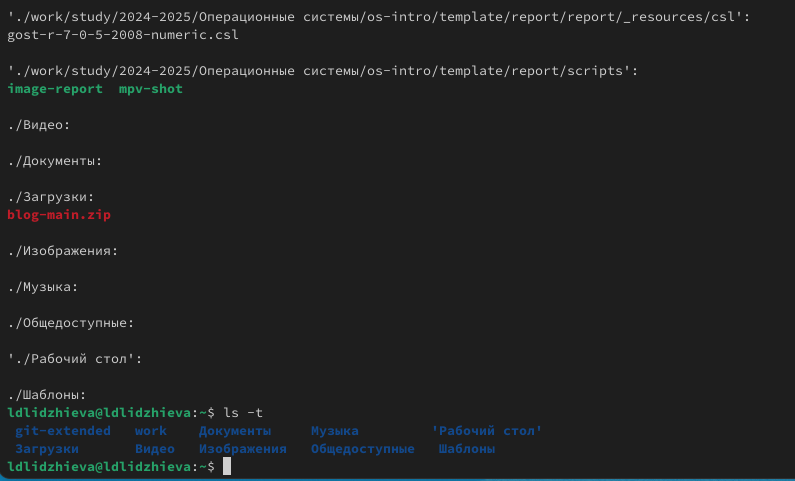 './work/study/2024-2025/Операционные системы/os-intro/template/report/report/_resources/csl':
gost-r-7-0-5-2008-numeric.csl
'./work/study/2024-2025/Операционные системы/os-intro/template/report/scripts':
image-report  mpv-shot
./Видео:
./Документы:
./Загрузки:
blog-main.zip
./Изображения:
./Музыка:
./Общедоступные:
'./Рабочий стол':
./Шаблоны:
ldlidzhieva@ldlidzhieva:~$ ls -t
git-extended   work    Документы     Музыка         'Рабочий стол'
Загрузки       Видео   Изображения   Общедоступные   Шаблоны
ldlidzhieva@ldlidzhieva:~$